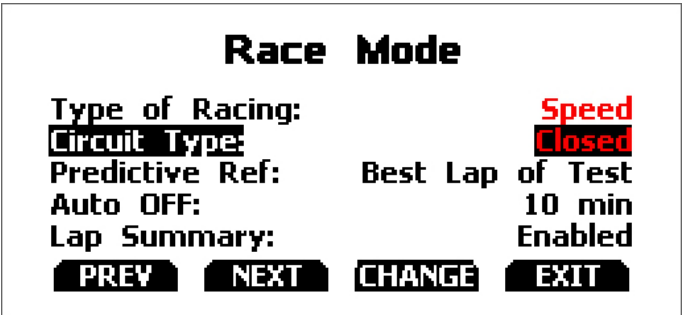 Race Mode
Type of Racing: Speed
Circuit Type: Closed
Predictive Ref: Best Lap of Test
Auto OFF: 10 min
Lap Summary: Enabled
PREV NEXT CHANGE EXIT